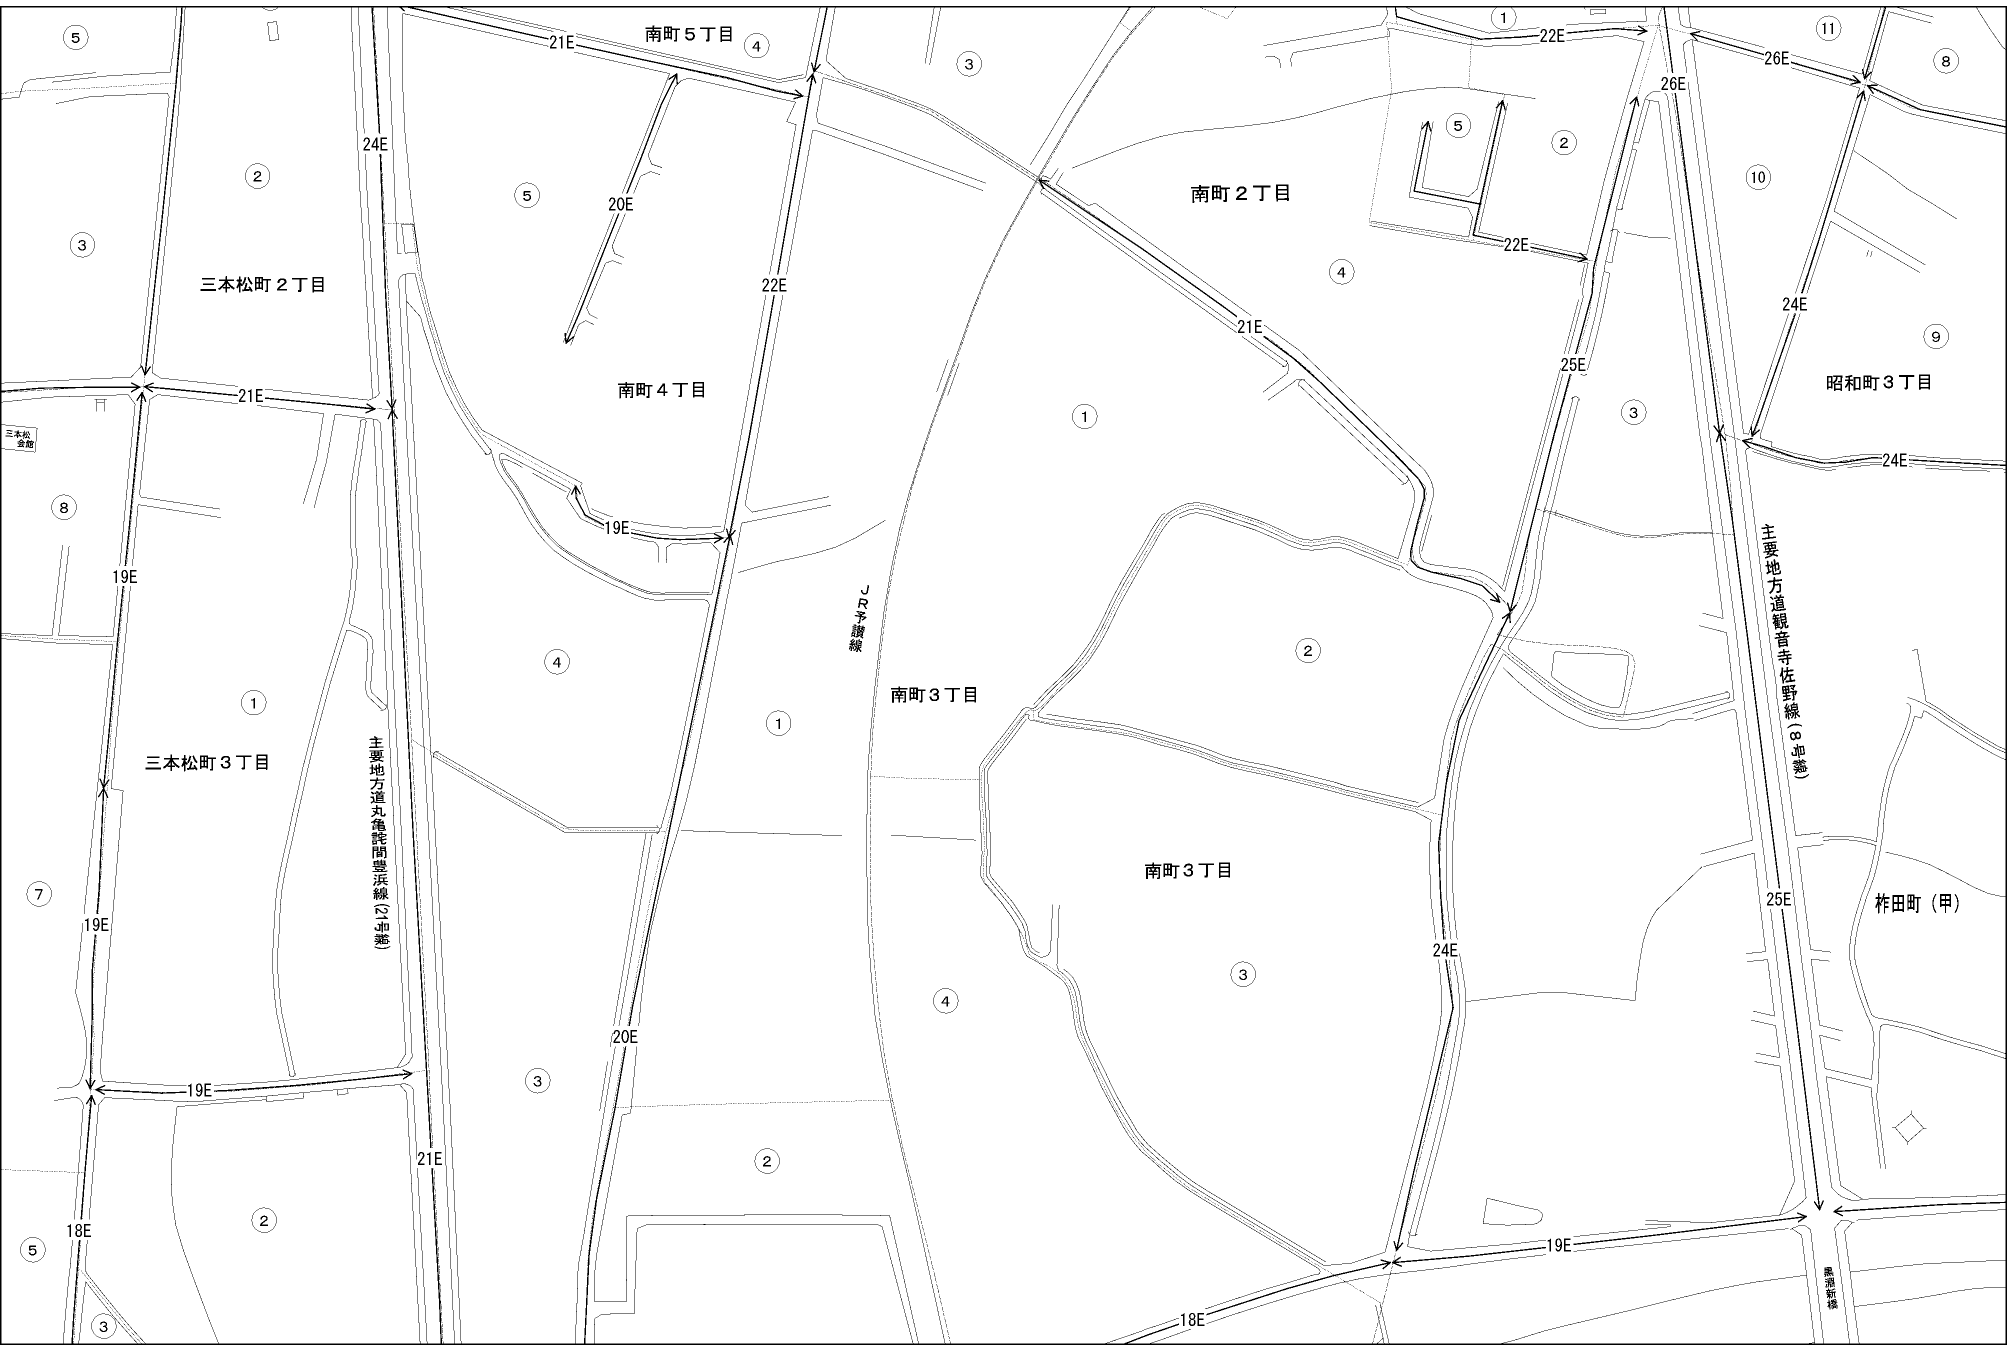 ①
⑪
南町５丁目
④
⑤
21E
22E
③
26E
⑧
26E
24E
⑤
②
②
⑩
⑤
南町２丁目
20E
③
22E
④
三本松町２丁目
22E
24E
21E
⑨
25E
昭和町３丁目
南町４丁目
21E
③
①
三本松
会館
24E
⑧
19E
主要地方道観音寺佐野線(８号線)
19E
ＪＲ予讃線
②
④
南町３丁目
①
①
三本松町３丁目
主要地方道丸亀詫間豊浜線(21号線)
南町３丁目
⑦
25E
柞田町（甲）
19E
24E
③
④
20E
③
19E
21E
②
②
18E
19E
⑤
黒淵新橋
18E
③